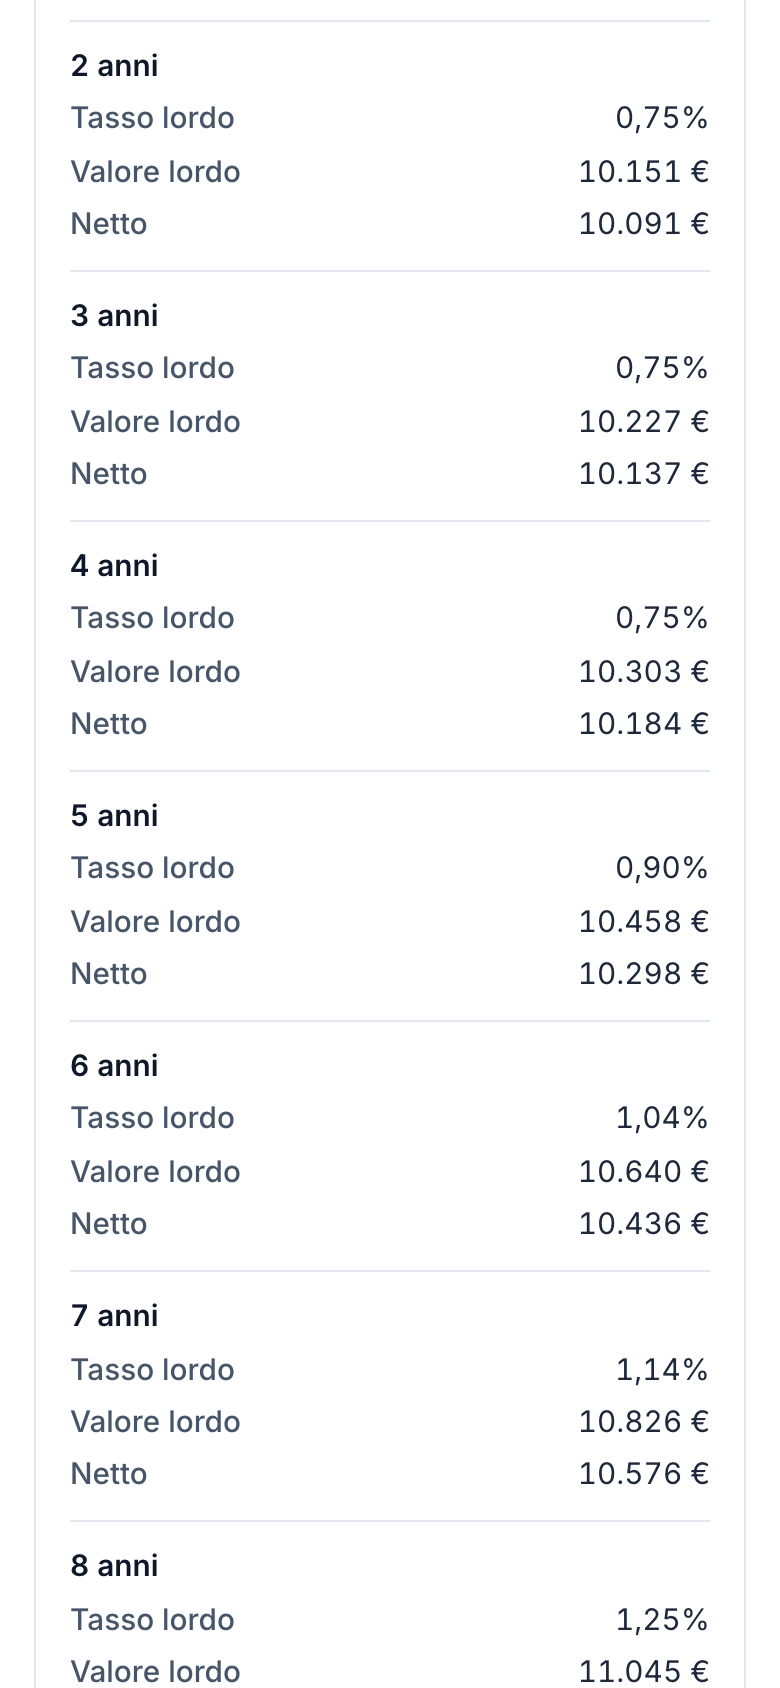 2 anni
Tasso lordo 0,75%
Valore lordo 10.151 €
Netto 10.091 €
3 anni
Tasso lordo 0,75%
Valore lordo 10.227 €
Netto 10.137 €
4 anni
Tasso lordo 0,75%
Valore lordo 10.303 €
Netto 10.184 €
5 anni
Tasso lordo 0,90%
Valore lordo 10.458 €
Netto 10.298 €
6 anni
Tasso lordo 1,04%
Valore lordo 10.640 €
Netto 10.436 €
7 anni
Tasso lordo 1,14%
Valore lordo 10.826 €
Netto 10.576 €
8 anni
Tasso lordo 1,25%
Valore lordo 11.045 €